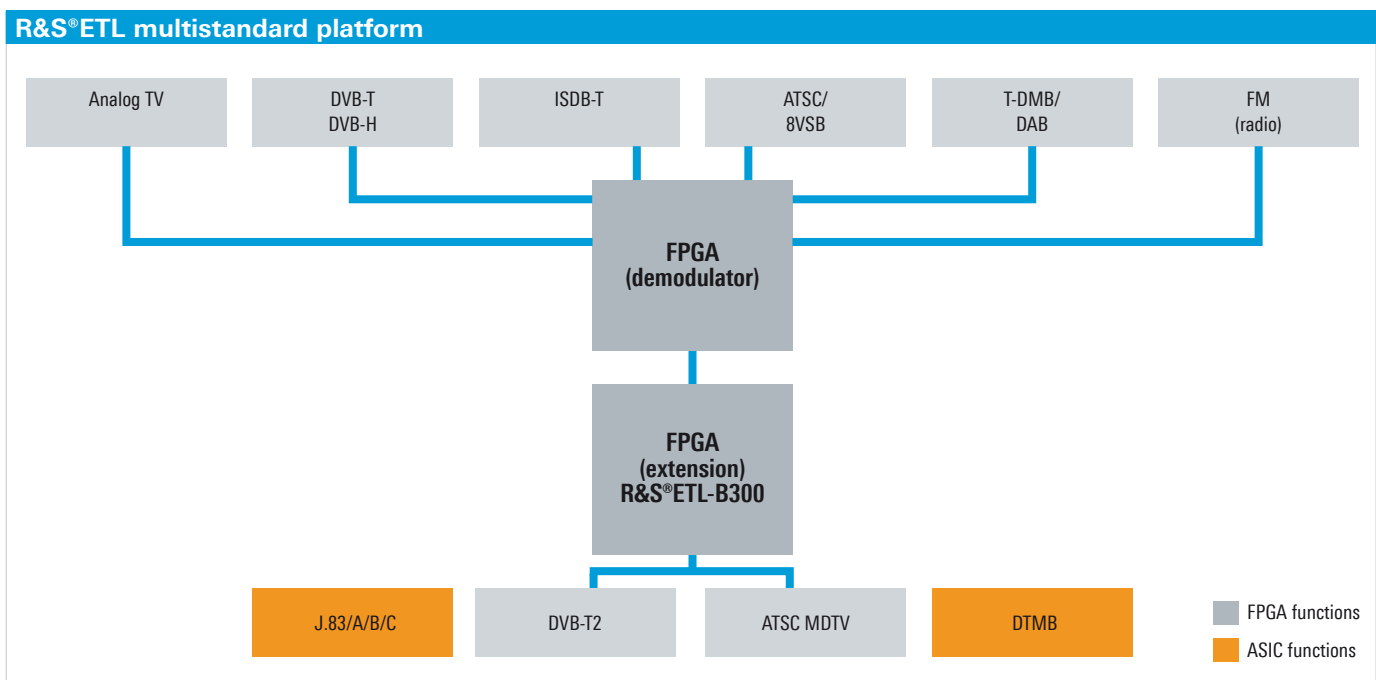 R&S®ETL multistandard platform
Analog TV
DVB-T
DVB-H
ISDB-T
ATSC/
8VSB
T-DMB/
DAB
FM
(radio)
FPGA
(demodulator)
FPGA
(extension)
R&S®ETL-B300
J.83/A/B/C
DVB-T2
ATSC MDTV
DTMB
FPGA functions
ASIC functions